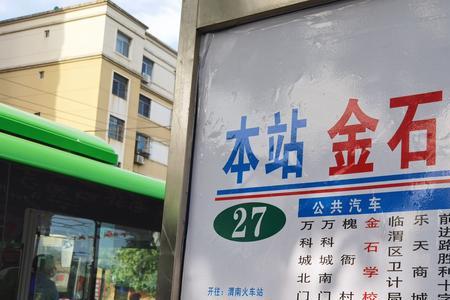 本站 金石
27
公共汽车
万科城北门
万科城南门
槐衙村
金石学校
临渭区卫计局
乐天商城
前进路胜利十字
开往：渭南火车站